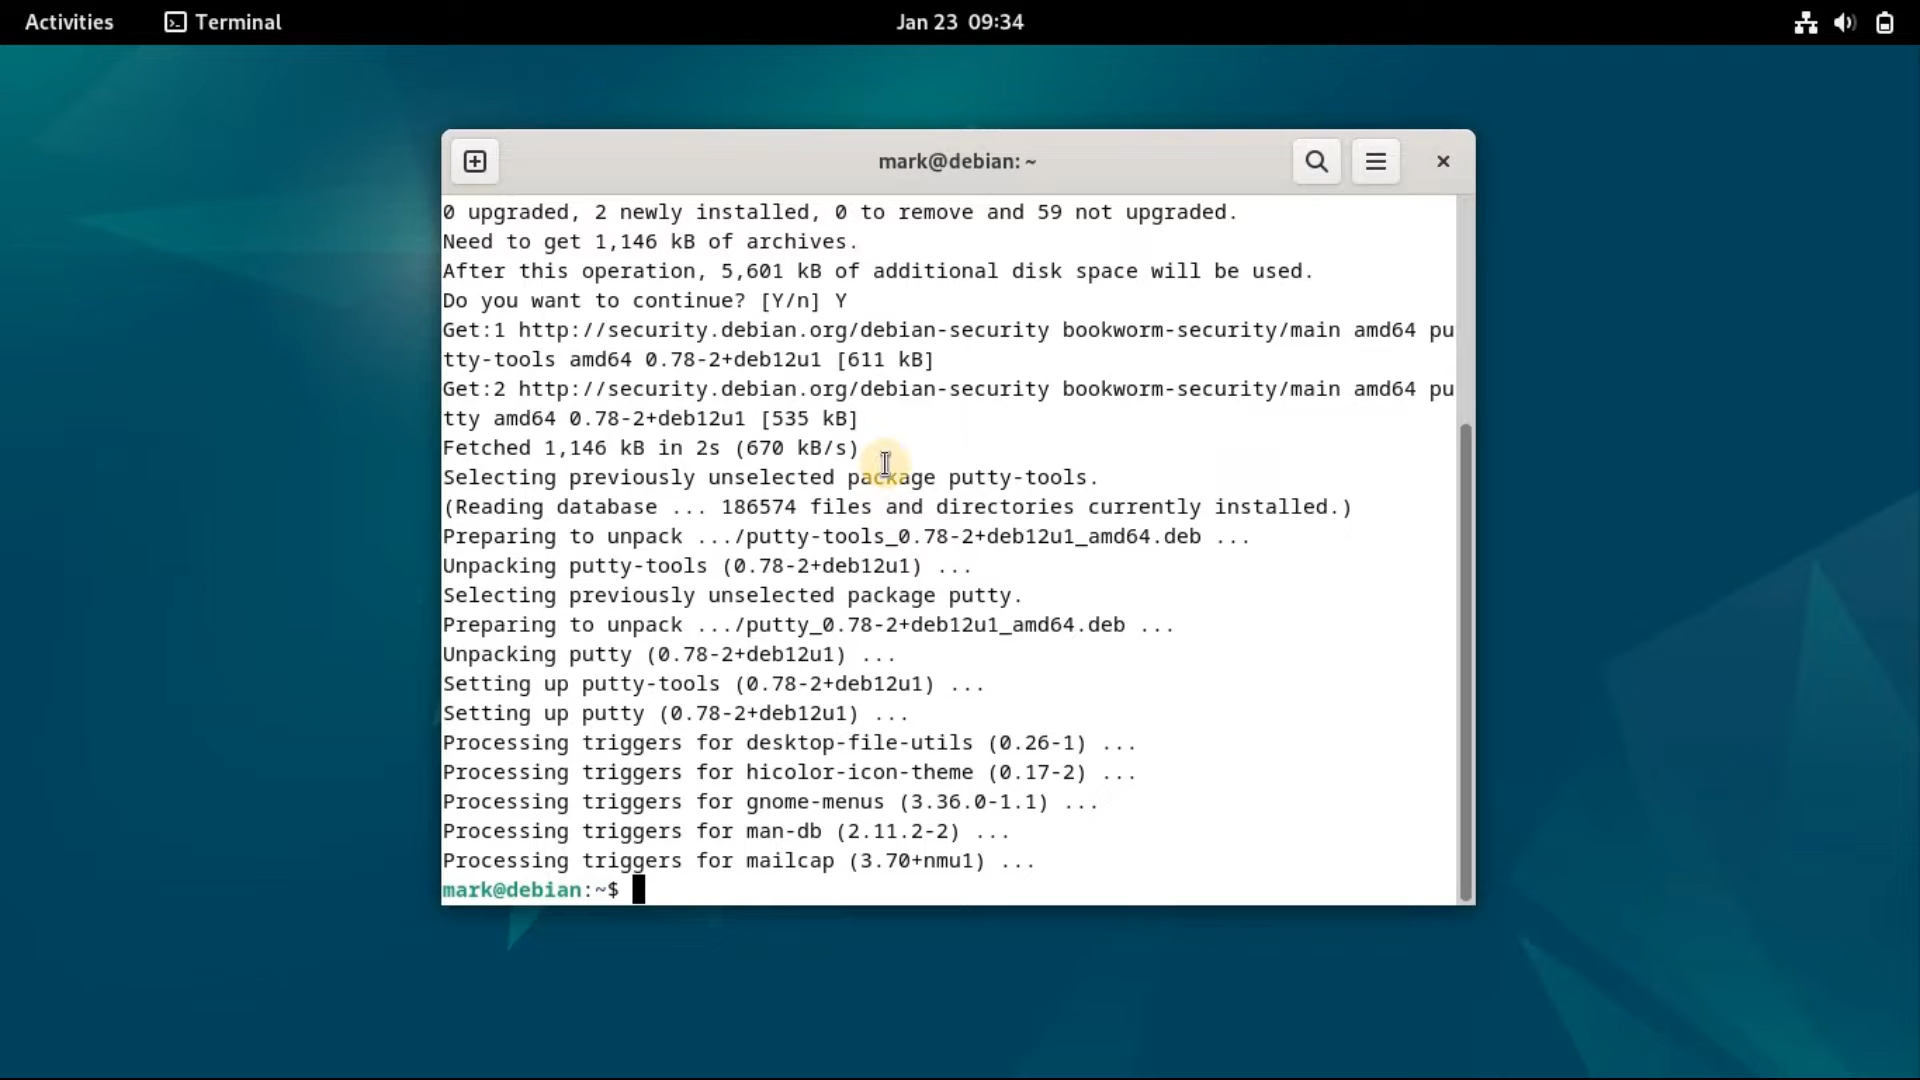 Activities Terminal Jan 23 09:34
mark@debian: ~
0 upgraded, 2 newly installed, 0 to remove and 59 not upgraded.
Need to get 1,146 kB of archives.
After this operation, 5,601 kB of additional disk space will be used.
Do you want to continue? [Y/n] Y
Get:1 http://security.debian.org/debian-security bookworm-security/main amd64 pu
tty-tools amd64 0.78-2+deb12u1 [611 kB]
Get:2 http://security.debian.org/debian-security bookworm-security/main amd64 pu
tty amd64 0.78-2+deb12u1 [535 kB]
Fetched 1,146 kB in 2s (670 kB/s)
Selecting previously unselected package putty-tools.
(Reading database ... 186574 files and directories currently installed.)
Preparing to unpack .../putty-tools_0.78-2+deb12u1_amd64.deb ...
Unpacking putty-tools (0.78-2+deb12u1) ...
Selecting previously unselected package putty.
Preparing to unpack .../putty_0.78-2+deb12u1_amd64.deb ...
Unpacking putty (0.78-2+deb12u1) ...
Setting up putty-tools (0.78-2+deb12u1) ...
Setting up putty (0.78-2+deb12u1) ...
Processing triggers for desktop-file-utils (0.26-1) ...
Processing triggers for hicolor-icon-theme (0.17-2) ...
Processing triggers for gnome-menus (3.36.0-1.1) ...
Processing triggers for man-db (2.11.2-2) ...
Processing triggers for mailcap (3.70+nmu1) ...
mark@debian:~$